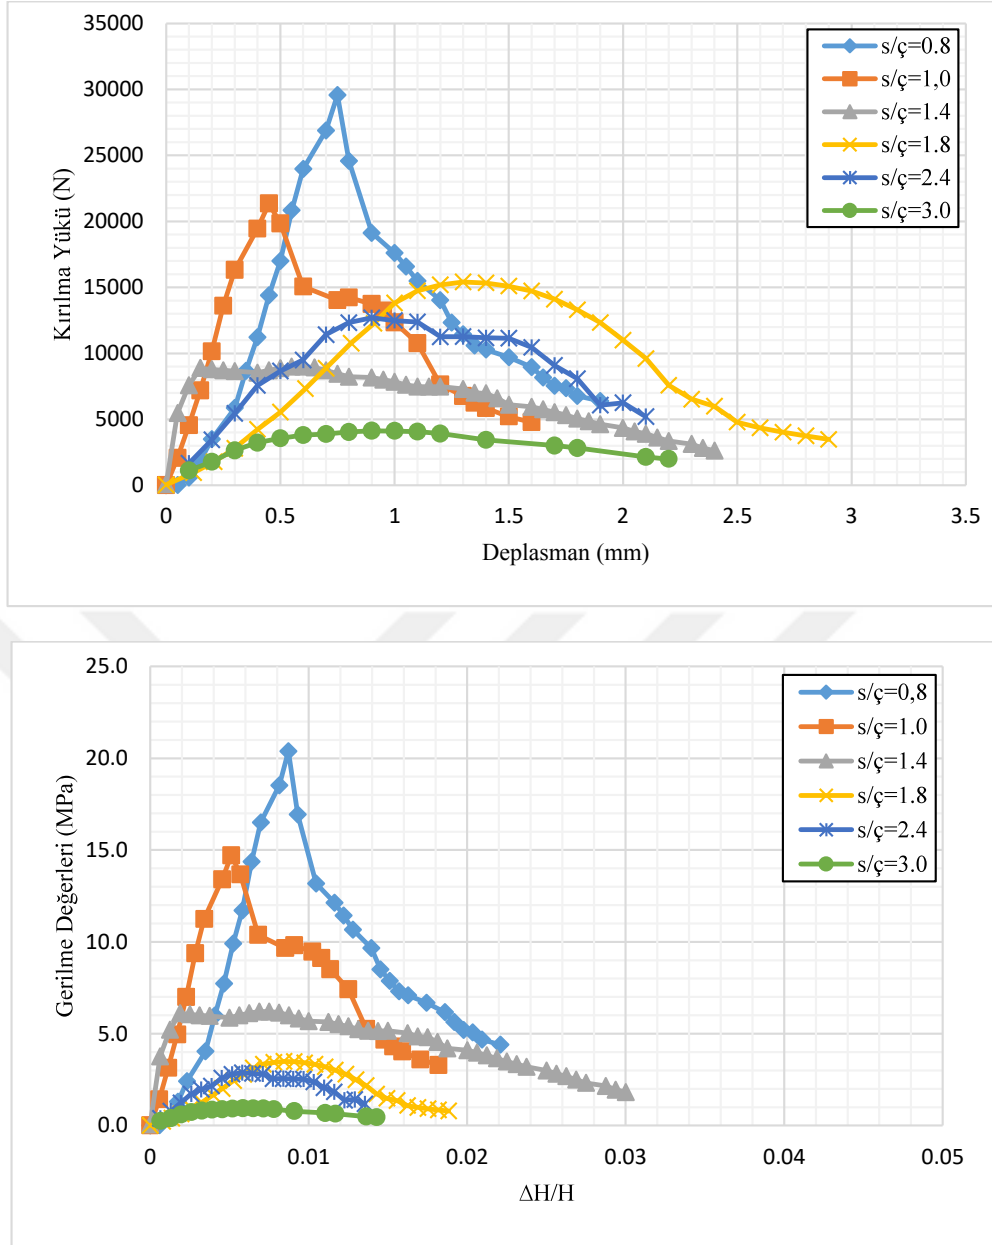 35000
30000
25000
20000
15000
10000
5000
0
Kırılma Yükü (N)
0 0.5 1 1.5 2 2.5 3 3.5
Deplasman (mm)
s/ç=0.8
s/ç=1,0
s/ç=1.4
s/ç=1.8
s/ç=2.4
s/ç=3.0
25.0
20.0
15.0
10.0
5.0
0.0
Gerilme Değerleri (MPa)
0 0.01 0.02 0.03 0.04 0.05
ΔH/H
s/ç=0,8
s/ç=1.0
s/ç=1.4
s/ç=1.8
s/ç=2.4
s/ç=3.0